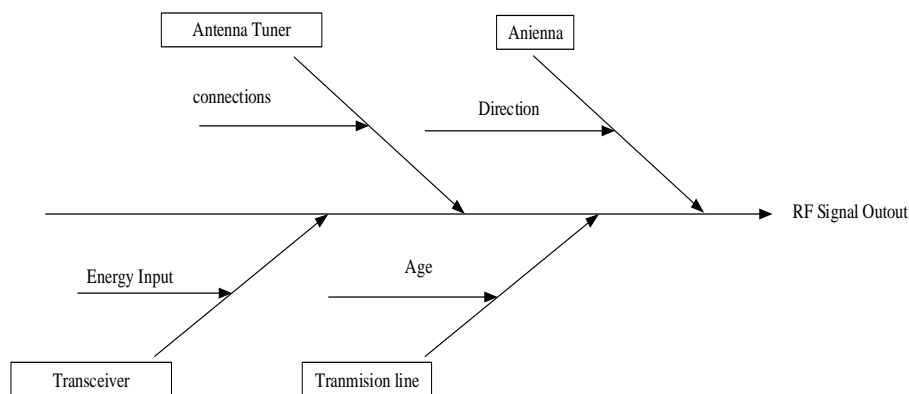 Antenna Tuner
Anienna
connections
Direction
RF Signal Outout
Energy Input
Age
Transceiver
Tranmision line